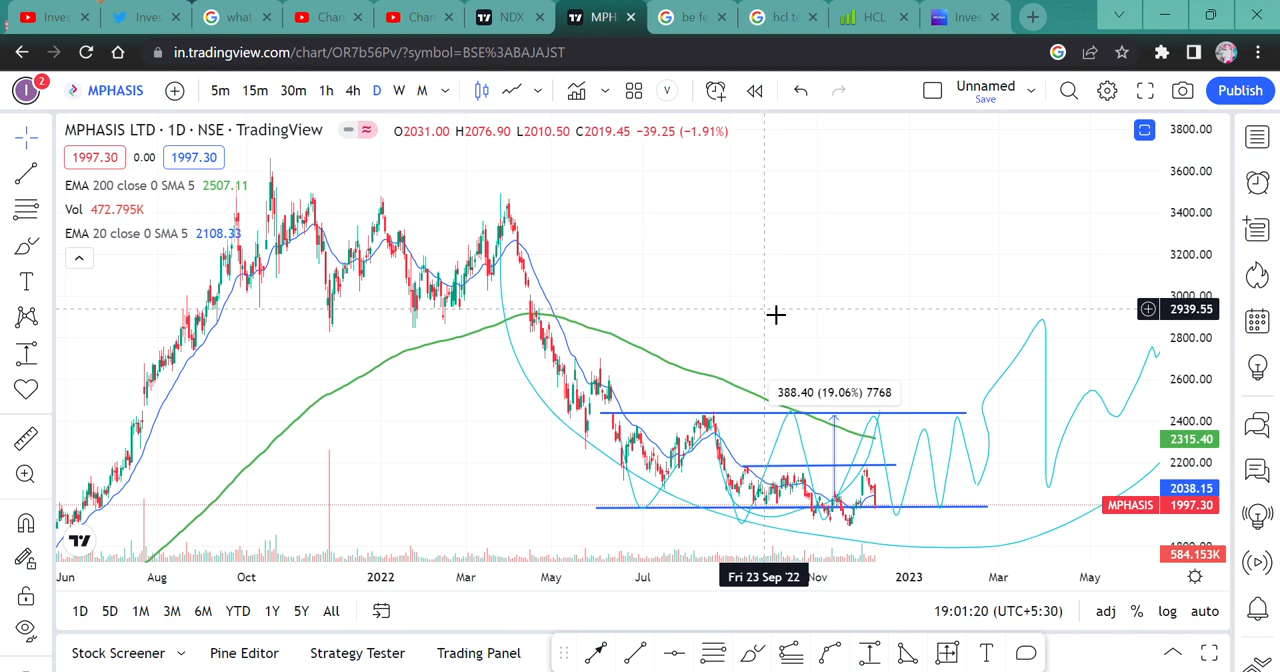 Inves
Inves
what
Chan
Chan
NDX
MPH
be fe
hcl te
HCL
Inves
in.tradingview.com/chart/OR7b56Pv/?symbol=BSE%3ABAJAJST
I 2 MPHASIS 5m 15m 30m 1h 4h D W M V Unnamed Save Publish
MPHASIS LTD · 1D · NSE · TradingView O2031.00 H2076.90 L2010.50 C2019.45 −39.25 (−1.91%)
1997.30 0.00 1997.30
EMA 200 close 0 SMA 5 2507.11
Vol 472.795K
EMA 20 close 0 SMA 5 2108.33
3800.00
3600.00
3400.00
3200.00
3000.00
2939.55
2800.00
2600.00
388.40 (19.06%) 7768
2400.00
2315.40
2200.00
2038.15
MPHASIS 1997.30
584.153K
Jun Aug Oct 2022 Mar May Jul Fri 23 Sep '22 Nov 2023 Mar May
1D 5D 1M 3M 6M YTD 1Y 5Y All 19:01:20 (UTC+5:30) adj % log auto
Stock Screener Pine Editor Strategy Tester Trading Panel